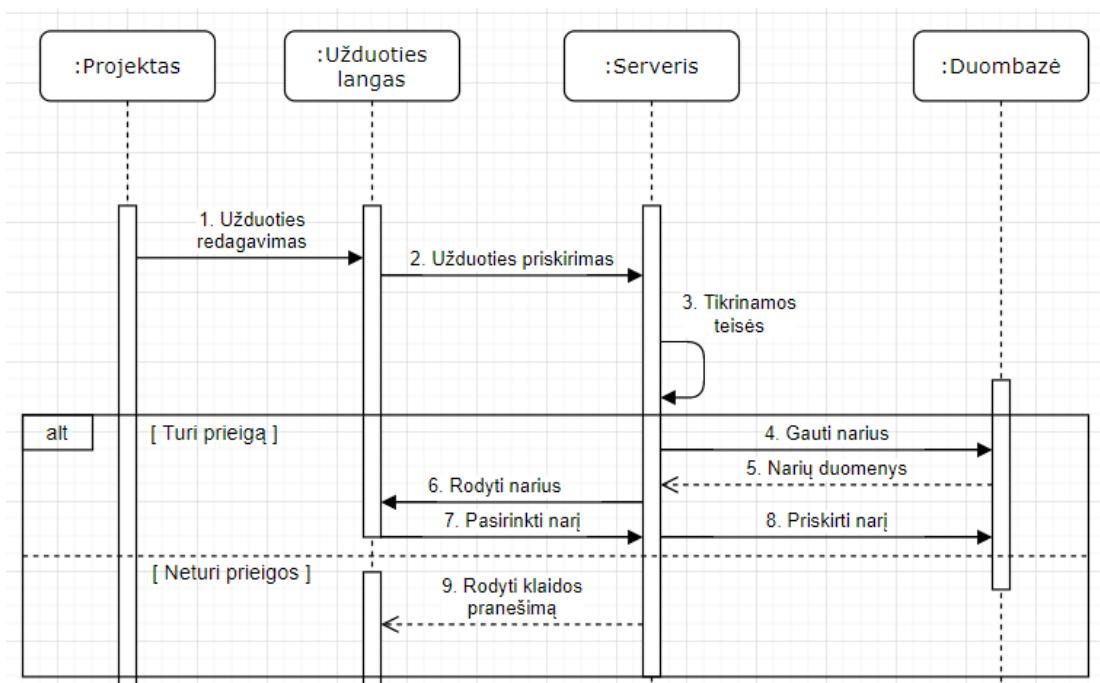 :Projektas
:Užduoties
langas
:Serveris
:Duombazė
1. Užduoties
redagavimas
2. Užduoties priskirimas
3. Tikrinamos
teisės
alt
[ Turi prieigą ]
4. Gauti narius
5. Narių duomenys
6. Rodyti narius
7. Pasirinkti narį
8. Priskirti narį
[ Neturi prieigos ]
9. Rodyti klaidos
pranešimą